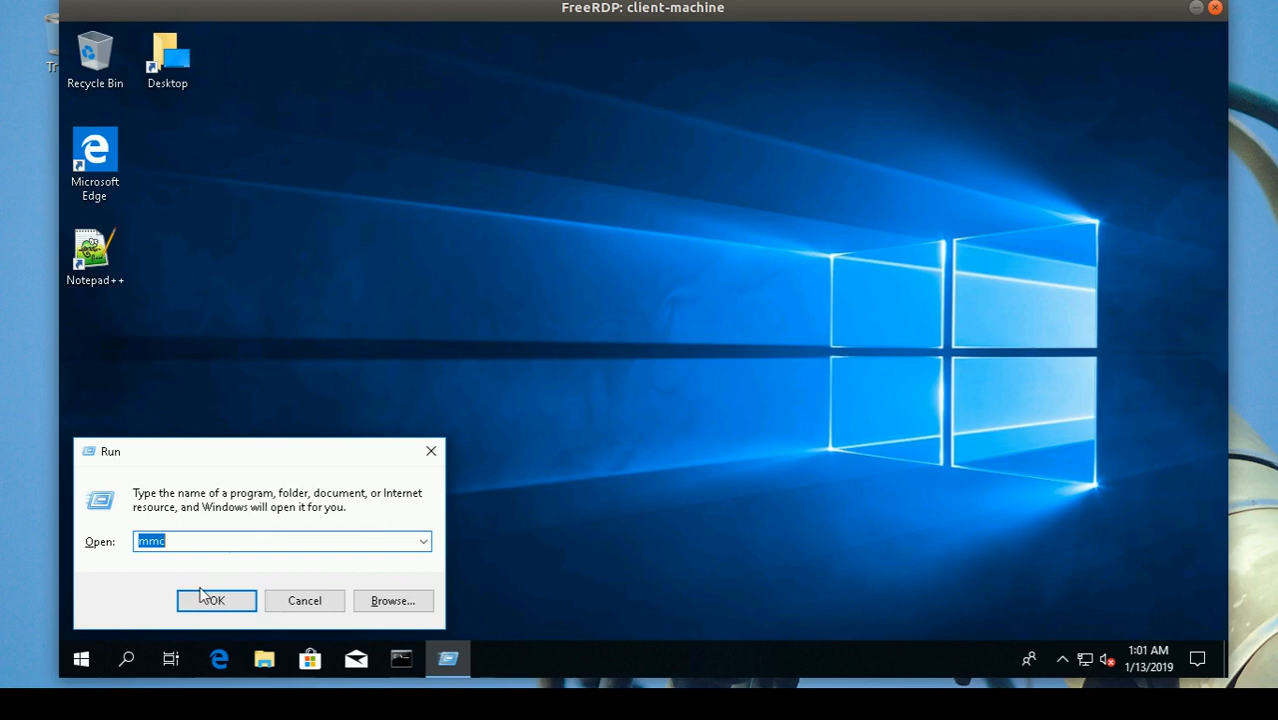 FreeRDP: client-machine
Recycle Bin
Desktop
Microsoft
Edge
Notepad++
Run
Type the name of a program, folder, document, or Internet
resource, and Windows will open it for you.
Open:
mmc
OK
Cancel
Browse...
1:01 AM
1/13/2019